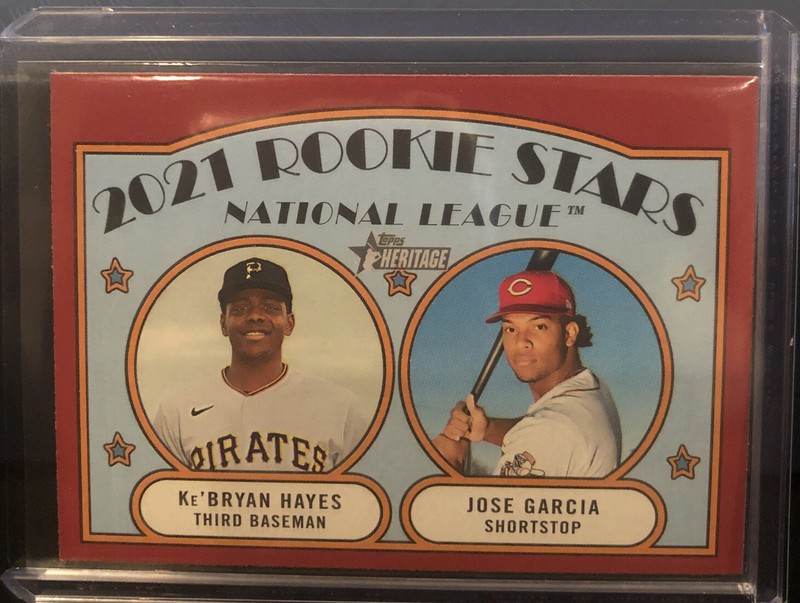 2021 ROOKIE STARS
NATIONAL LEAGUE™
topps
HERITAGE
P
C
PIRATES
Ke'BRYAN HAYES
THIRD BASEMAN
JOSE GARCIA
SHORTSTOP